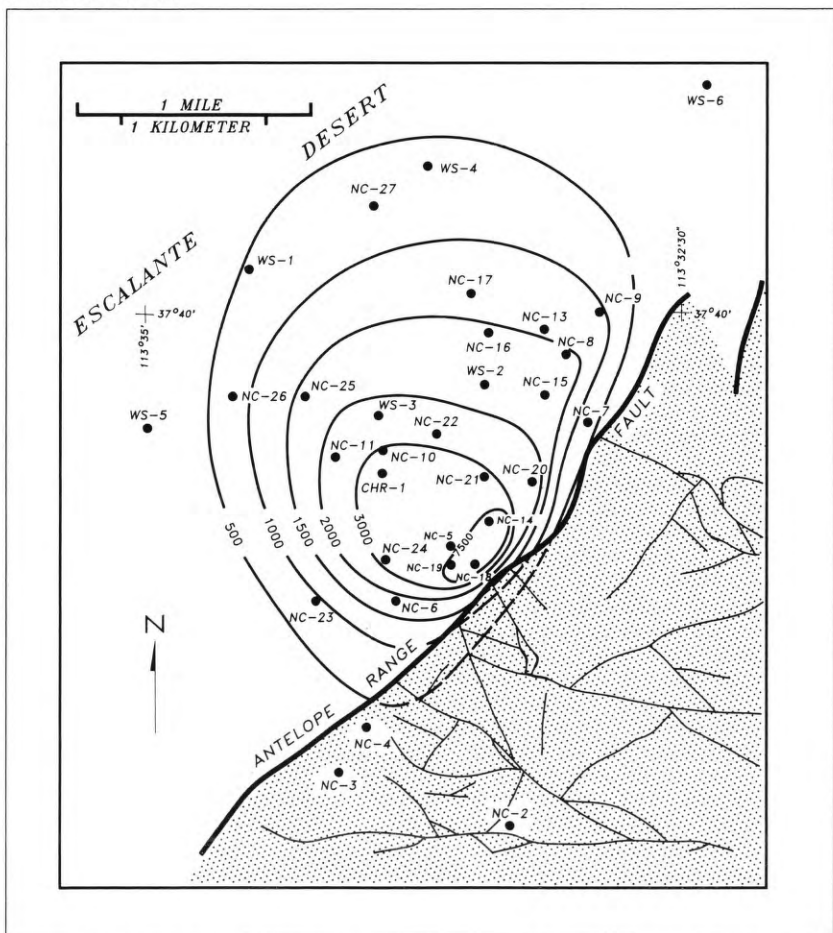 1 MILE
1 KILOMETER
ESCALANTE DESERT
WS-6
WS-4
NC-27
WS-1
113°32'30"
NC-17
NC-9
37°40'
37°40'
113°35'
NC-13
NC-16
NC-8
WS-2
NC-26
NC-25
NC-15
WS-3
WS-5
NC-22
NC-7
FAULT
NC-11
NC-10
CHR-1
NC-21
NC-20
NC-14
500
1000
1500
2000
3000
7500
NC-5
NC-24
NC-19
NC-18
NC-23
NC-6
N
ANTELOPE RANGE
NC-4
NC-3
NC-2